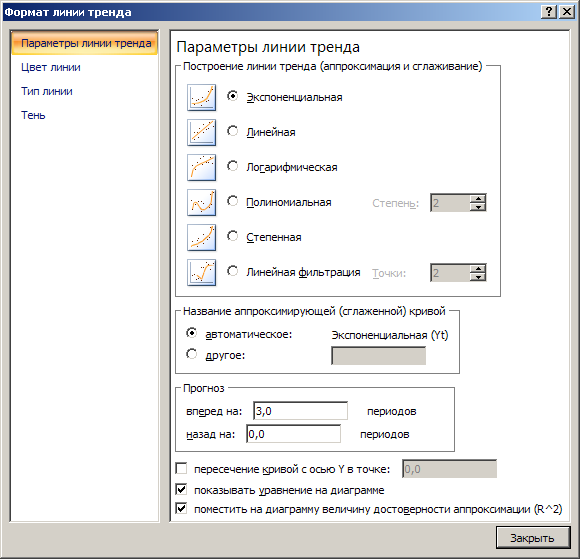 Формат линии тренда
Параметры линии тренда
Цвет линии
Тип линии
Тень
Параметры линии тренда
Построение линии тренда (аппроксимация и сглаживание)
Экспоненциальная
Линейная
Логарифмическая
Полиномиальная Степень: 2
Степенная
Линейная фильтрация Точки: 2
Название аппроксимирующей (сглаженной) кривой
автоматическое: Экспоненциальная (Yt)
другое:
Прогноз
вперед на: 3,0 периодов
назад на: 0,0 периодов
пересечение кривой с осью Y в точке: 0,0
показывать уравнение на диаграмме
поместить на диаграмму величину достоверности аппроксимации (R^2)
Закрыть